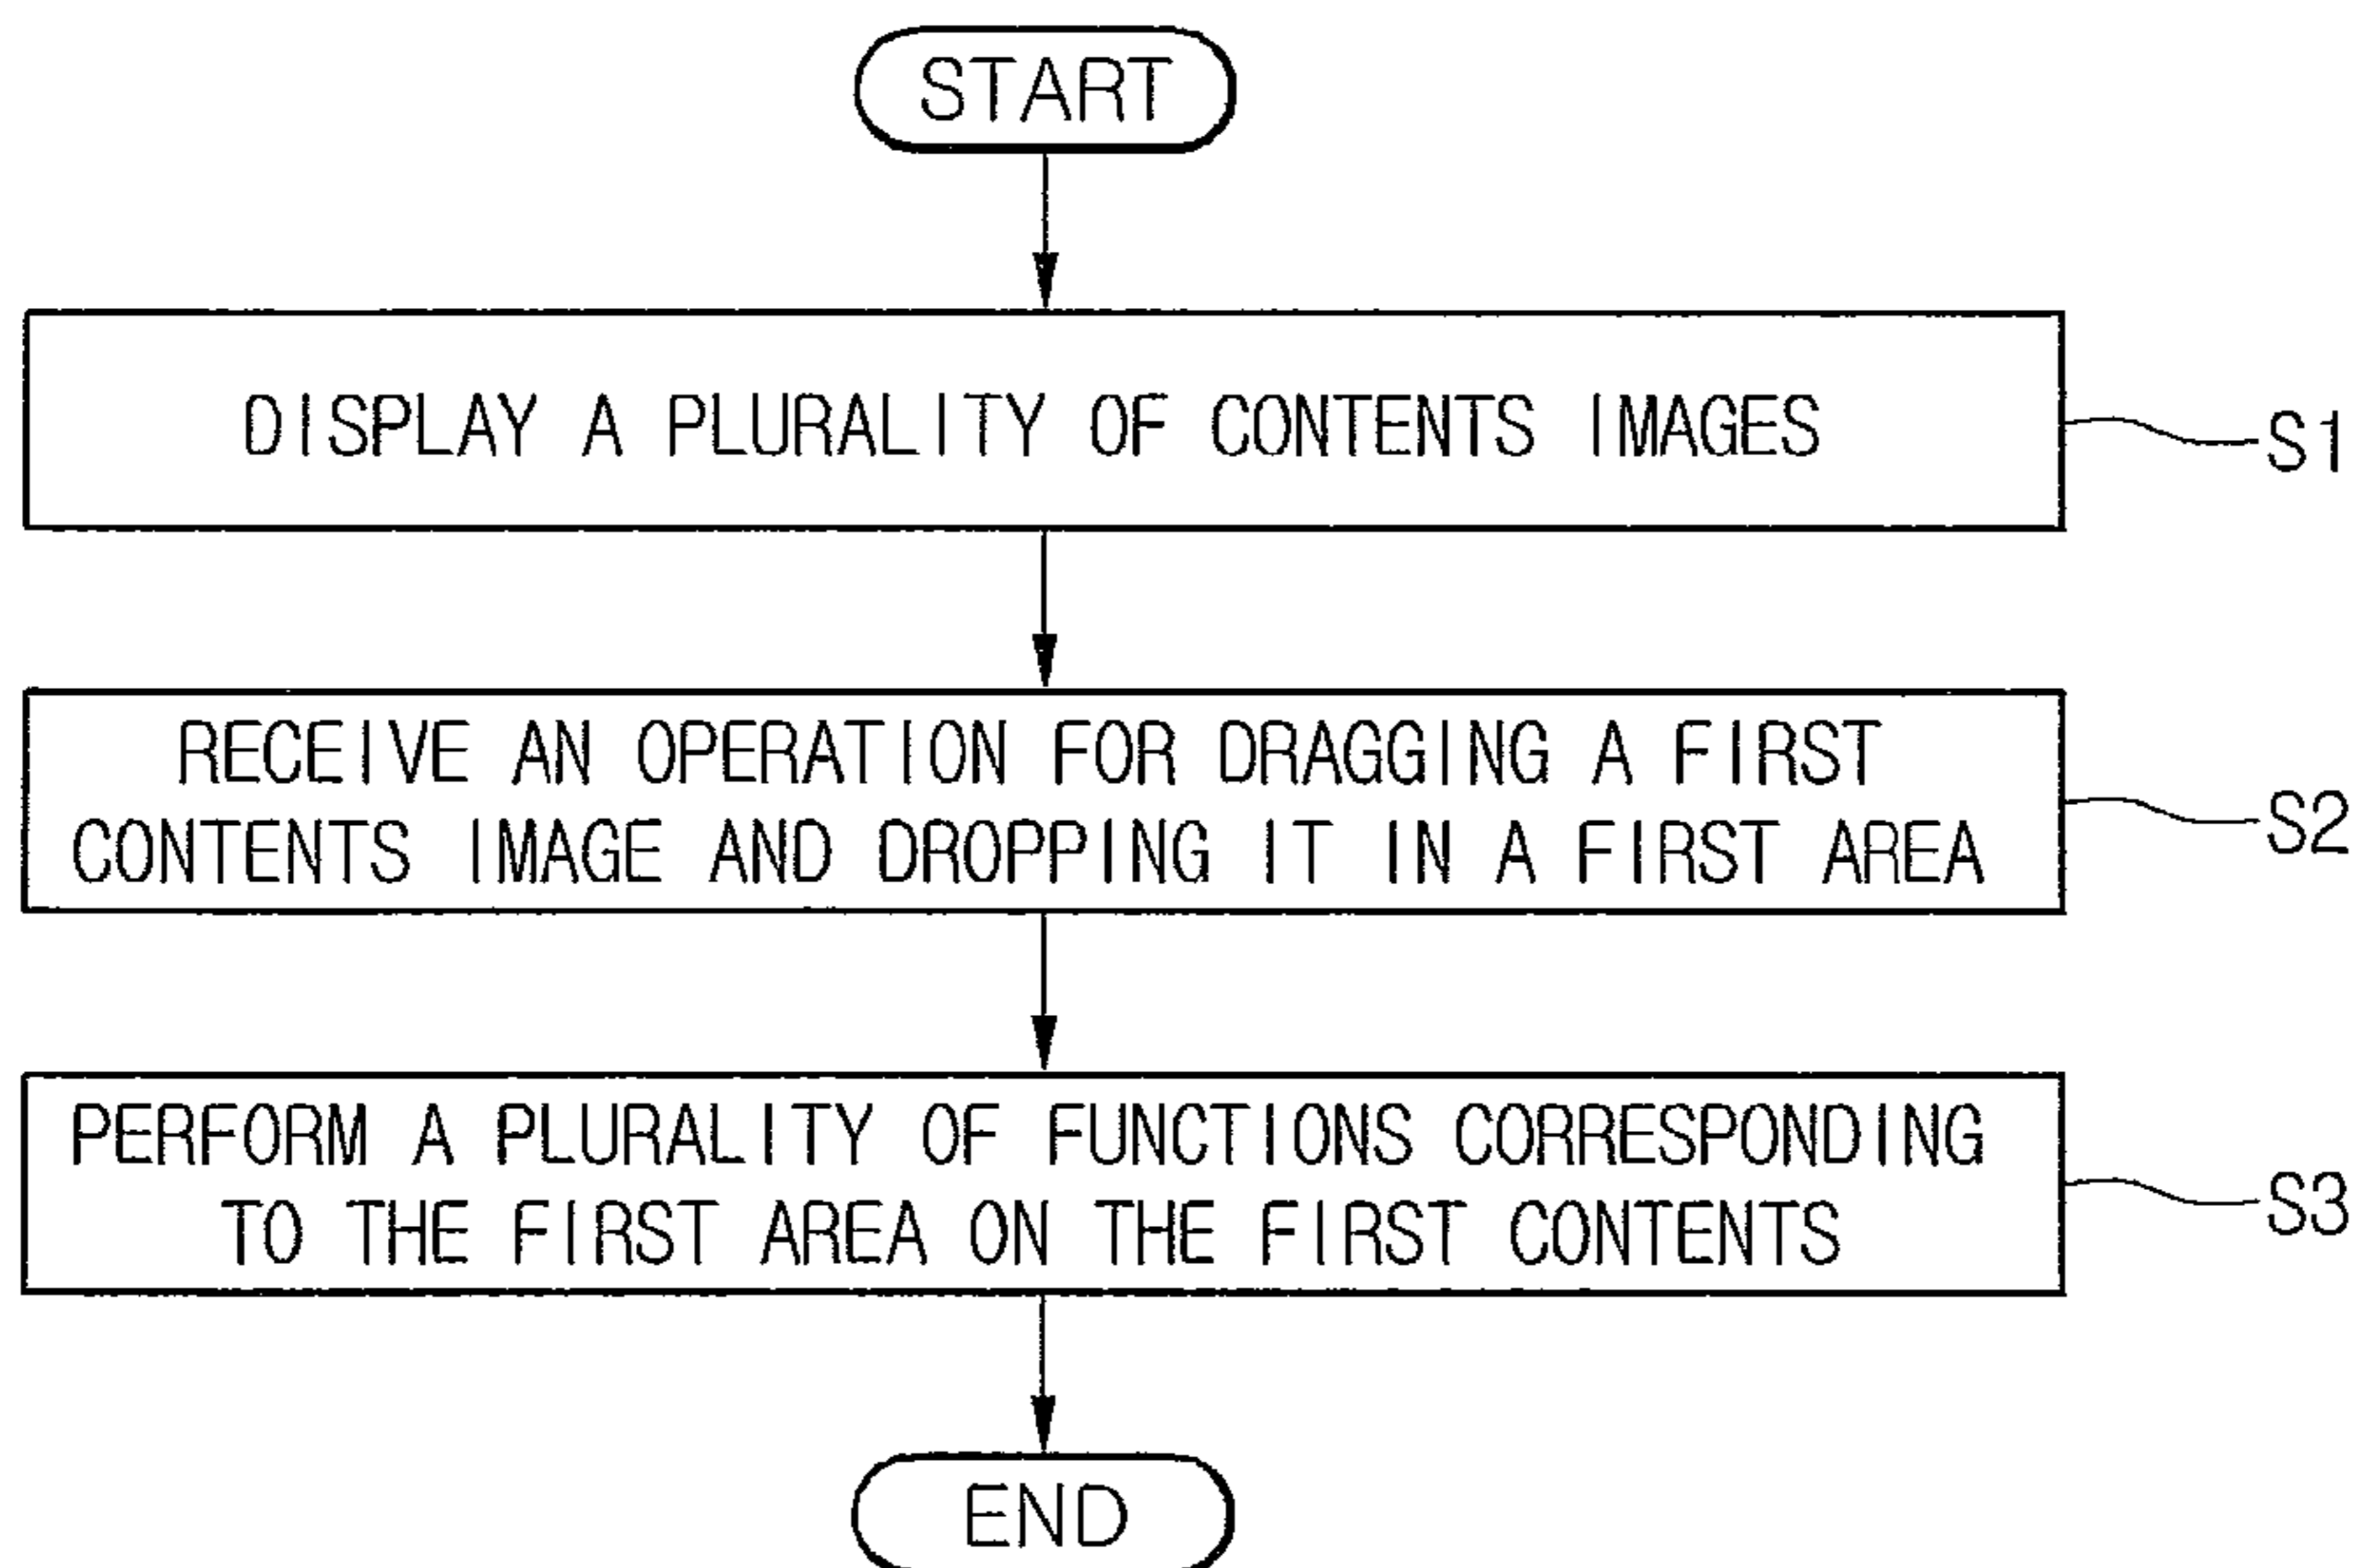 START
DISPLAY A PLURALITY OF CONTENTS IMAGES
S1
RECEIVE AN OPERATION FOR DRAGGING A FIRST
CONTENTS IMAGE AND DROPPING IT IN A FIRST AREA
S2
PERFORM A PLURALITY OF FUNCTIONS CORRESPONDING
TO THE FIRST AREA ON THE FIRST CONTENTS
S3
END